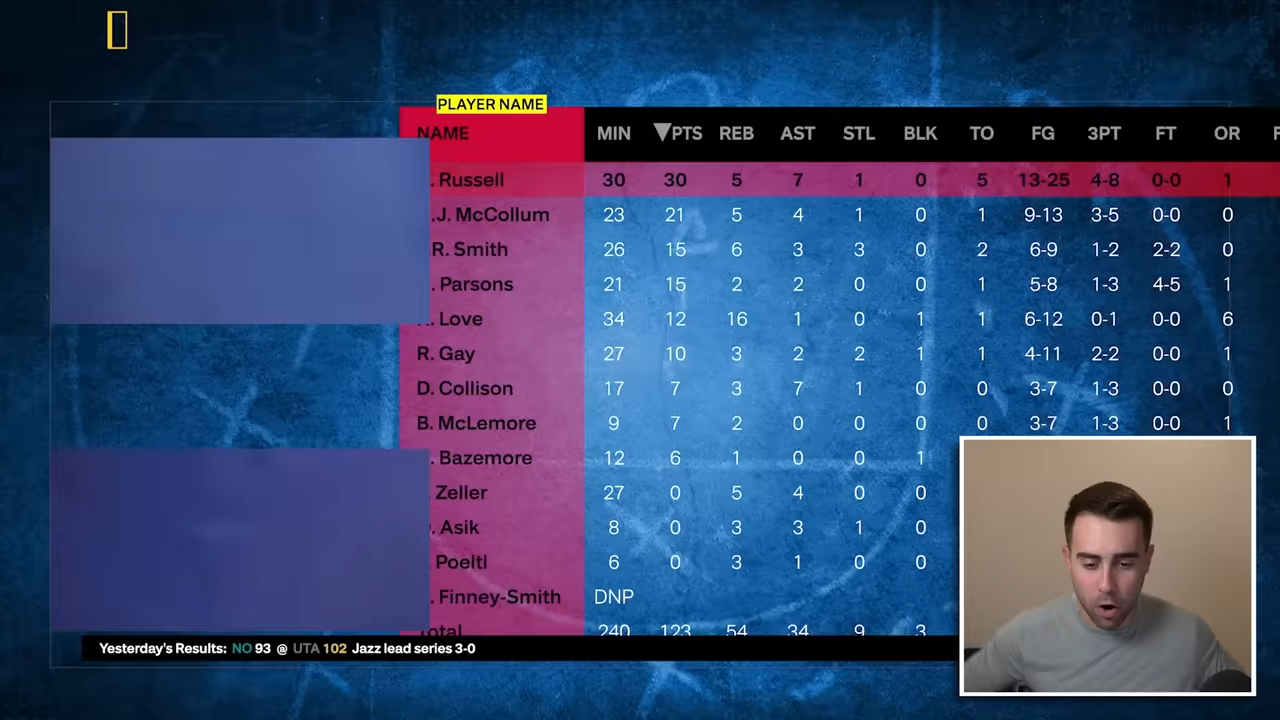 PLAYER NAME
NAME MIN ▼PTS REB AST STL BLK TO FG 3PT FT OR
. Russell 30 30 5 7 1 0 5 13-25 4-8 0-0 1
.J. McCollum 23 21 5 4 1 0 1 9-13 3-5 0-0 0
.R. Smith 26 15 6 3 3 0 2 6-9 1-2 2-2 0
. Parsons 21 15 2 2 0 0 1 5-8 1-3 4-5 1
. Love 34 12 16 1 0 1 1 6-12 0-1 0-0 6
R. Gay 27 10 3 2 2 1 1 4-11 2-2 0-0 1
D. Collison 17 7 3 7 1 0 0 3-7 1-3 0-0 0
B. McLemore 9 7 2 0 0 0 0 3-7 1-3 0-0 1
. Bazemore 12 6 1 0 0 1
Zeller 27 0 5 4 0 0
. Asik 8 0 3 3 1 0
Poeltl 6 0 3 1 0 0
. Finney-Smith DNP
Total 240 123 54 34 9 3
Yesterday's Results: NO 93 @ UTA 102 Jazz lead series 3-0